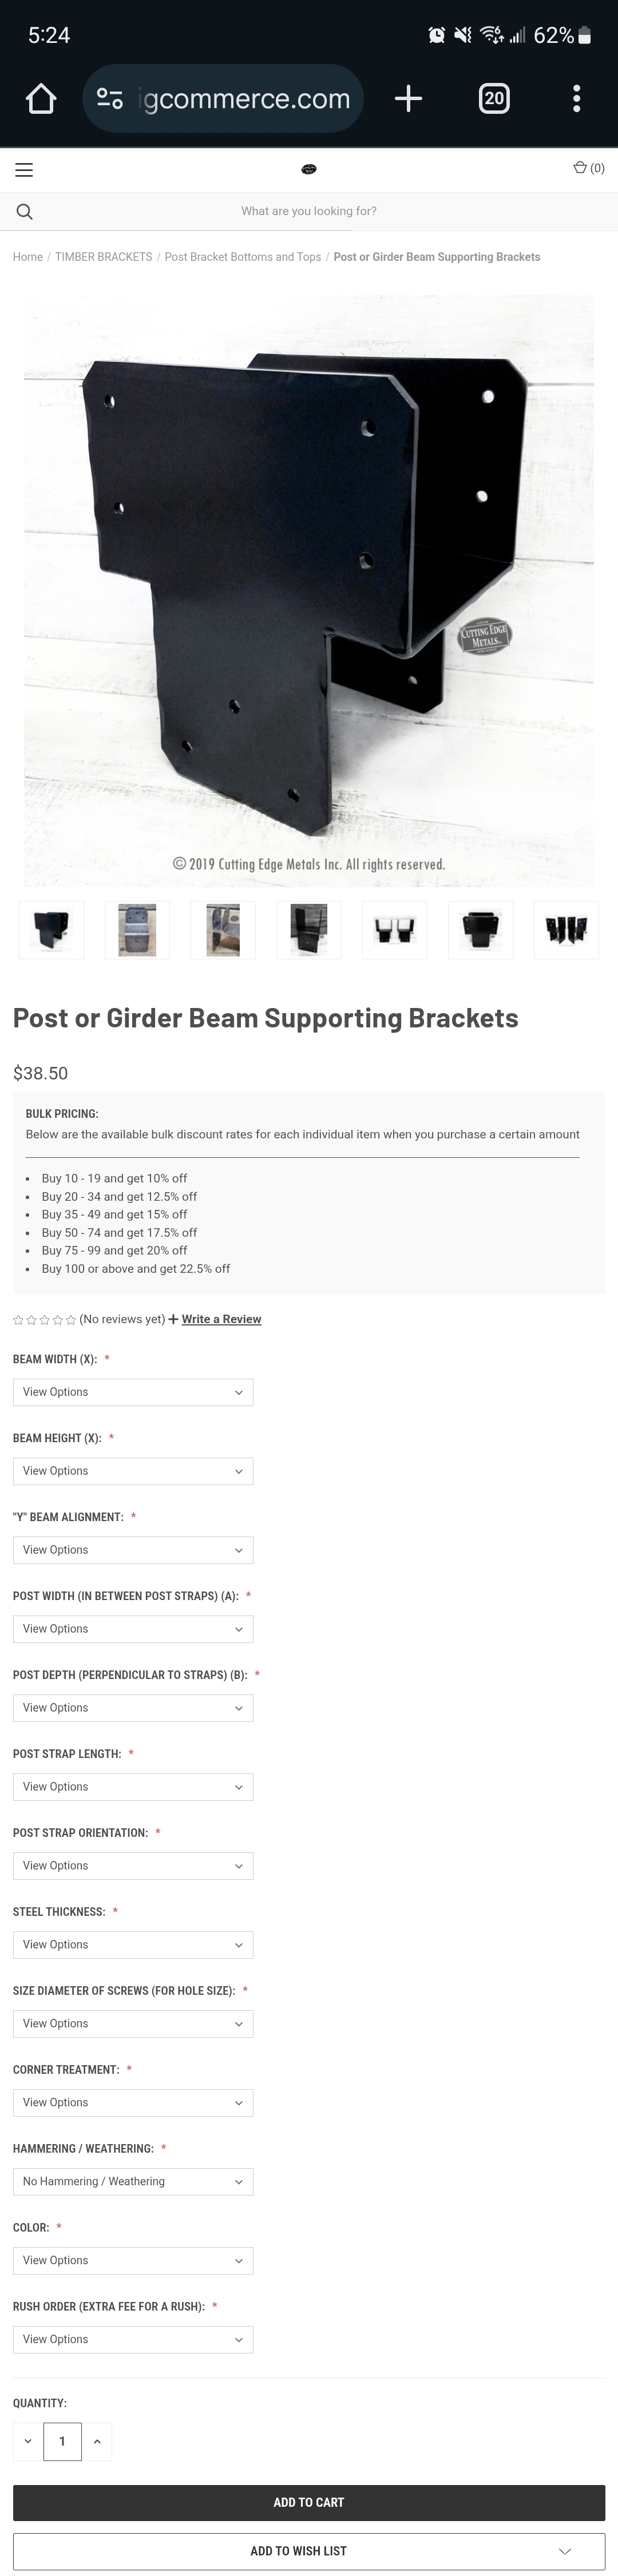 5:24
62%
igcommerce.com
20
(0)
What are you looking for?
Home / TIMBER BRACKETS / Post Bracket Bottoms and Tops / Post or Girder Beam Supporting Brackets
CUTTING EDGE
METALS
© 2019 Cutting Edge Metals Inc. All rights reserved.
Post or Girder Beam Supporting Brackets
$38.50
BULK PRICING:
Below are the available bulk discount rates for each individual item when you purchase a certain amount
• Buy 10 - 19 and get 10% off
• Buy 20 - 34 and get 12.5% off
• Buy 35 - 49 and get 15% off
• Buy 50 - 74 and get 17.5% off
• Buy 75 - 99 and get 20% off
• Buy 100 or above and get 22.5% off
(No reviews yet) + Write a Review
BEAM WIDTH (X): *
View Options
BEAM HEIGHT (X): *
View Options
"Y" BEAM ALIGNMENT: *
View Options
POST WIDTH (IN BETWEEN POST STRAPS) (A): *
View Options
POST DEPTH (PERPENDICULAR TO STRAPS) (B): *
View Options
POST STRAP LENGTH: *
View Options
POST STRAP ORIENTATION: *
View Options
STEEL THICKNESS: *
View Options
SIZE DIAMETER OF SCREWS (FOR HOLE SIZE): *
View Options
CORNER TREATMENT: *
View Options
HAMMERING / WEATHERING: *
No Hammering / Weathering
COLOR: *
View Options
RUSH ORDER (EXTRA FEE FOR A RUSH): *
View Options
QUANTITY:
1
ADD TO CART
ADD TO WISH LIST